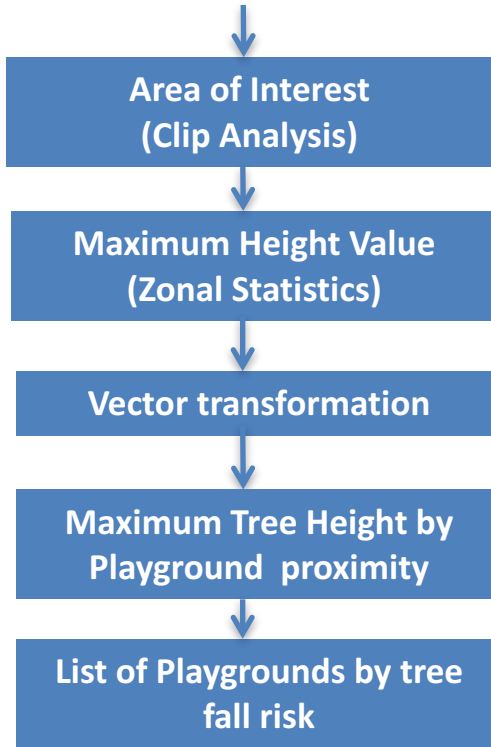 Area of Interest
(Clip Analysis)
Maximum Height Value
(Zonal Statistics)
Vector transformation
Maximum Tree Height by
Playground  proximity
List of Playgrounds by tree
fall risk